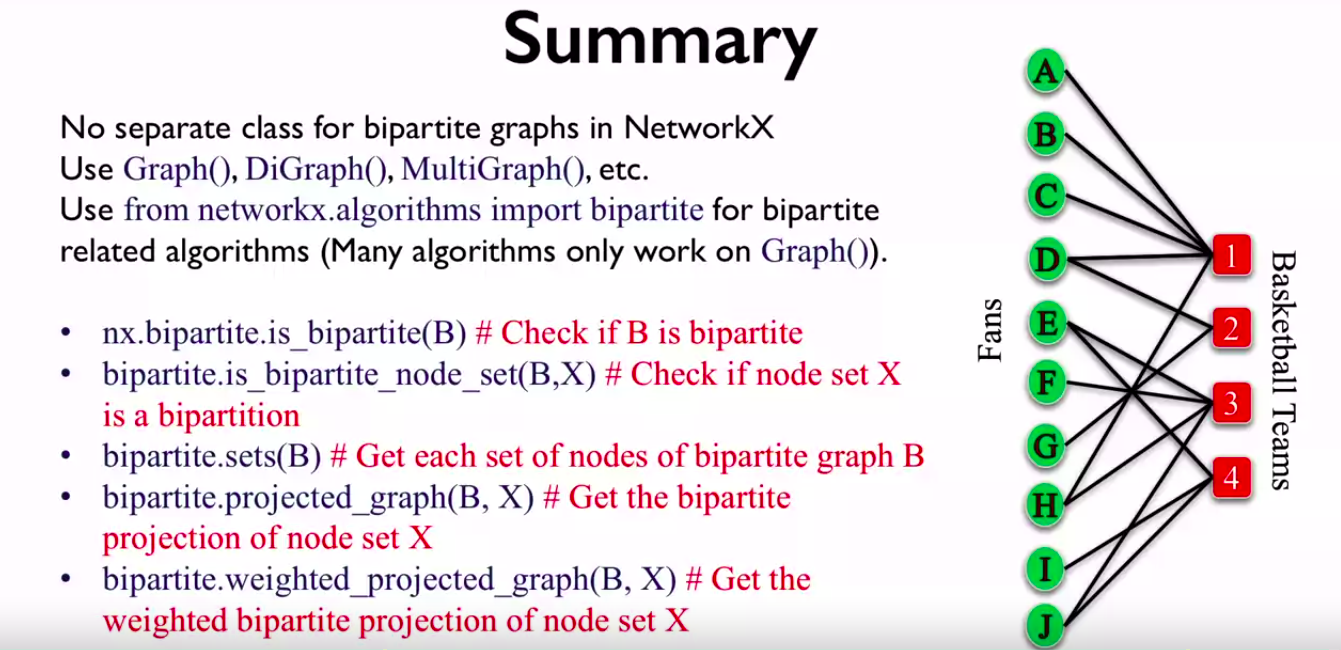 Summary
No separate class for bipartite graphs in NetworkX
Use Graph(), DiGraph(), MultiGraph(), etc.
Use from networkx.algorithms import bipartite for bipartite
related algorithms (Many algorithms only work on Graph()).
• nx.bipartite.is_bipartite(B) # Check if B is bipartite
• bipartite.is_bipartite_node_set(B,X) # Check if node set X
is a bipartition
• bipartite.sets(B) # Get each set of nodes of bipartite graph B
• bipartite.projected_graph(B, X) # Get the bipartite
projection of node set X
• bipartite.weighted_projected_graph(B, X) # Get the
weighted bipartite projection of node set X
Fans
A
B
C
D
E
F
G
H
I
J
1
2
3
4
Basketball Teams